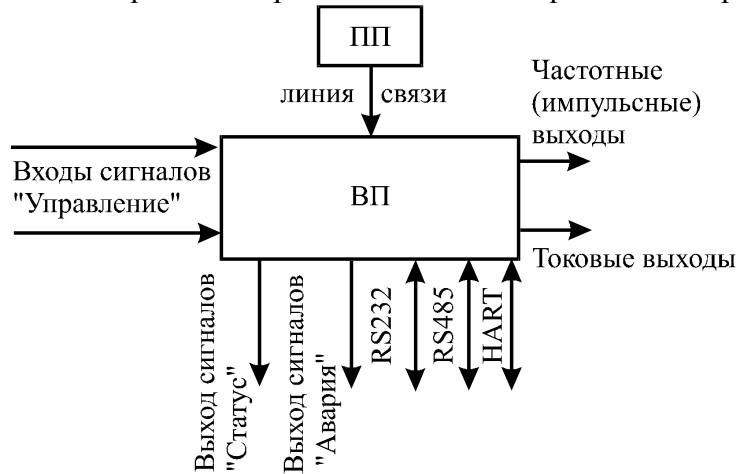 ПП
линия связи
Частотные
(импульсные)
выходы
Входы сигналов
"Управление"
ВП
Токовые выходы
Выход сигналов
"Статус"
Выход сигналов
"Авария"
RS232
RS485
HART